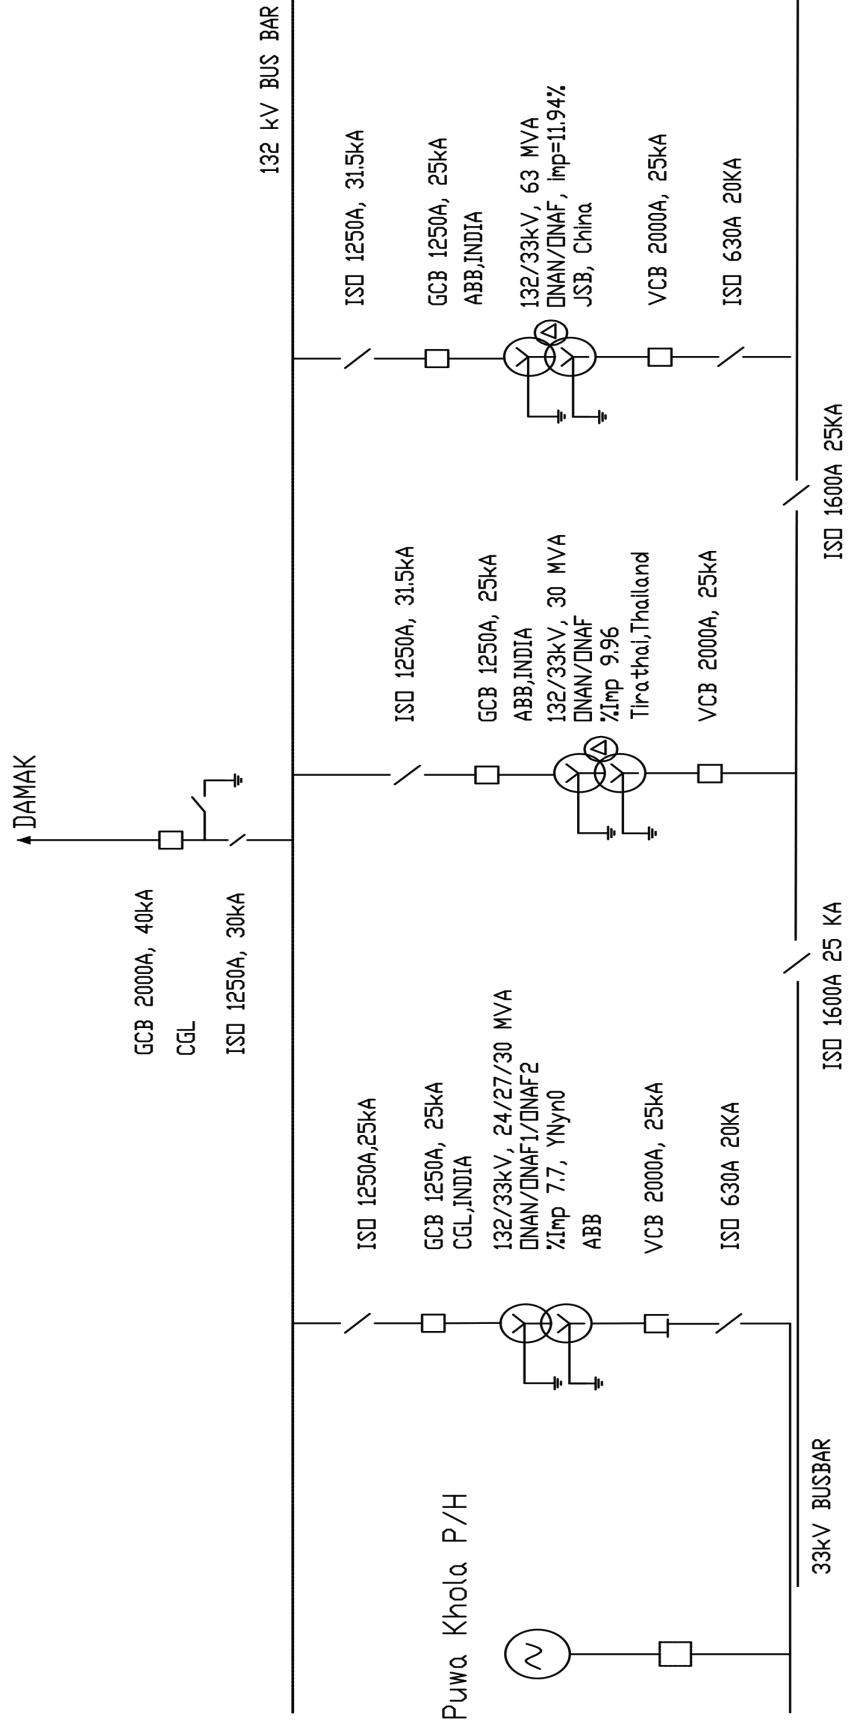 132 kV BUS BAR
DAMAK
GCB 2000A, 40kA
CGL
ISO 1250A, 30kA
ISO 1250A,25kA
GCB 1250A, 25kA
CGL,INDIA
132/33kV, 24/27/30 MVA
ONAN/ONAF1/ONAF2
%Imp 7.7, YNyn0
ABB
VCB 2000A, 25kA
ISO 630A 20KA
ISO 1250A, 31.5kA
GCB 1250A, 25kA
ABB,INDIA
132/33kV, 30 MVA
ONAN/ONAF
%Imp 9.96
Tirathai,Thailand
VCB 2000A, 25kA
ISO 1250A, 31.5kA
GCB 1250A, 25kA
ABB,INDIA
132/33kV, 63 MVA
ONAN/ONAF, imp=11.94%
JSB, China
VCB 2000A, 25kA
ISO 630A 20KA
Puwa Khola P/H
33kV BUSBAR
ISO 1600A 25 KA
ISO 1600A 25KA